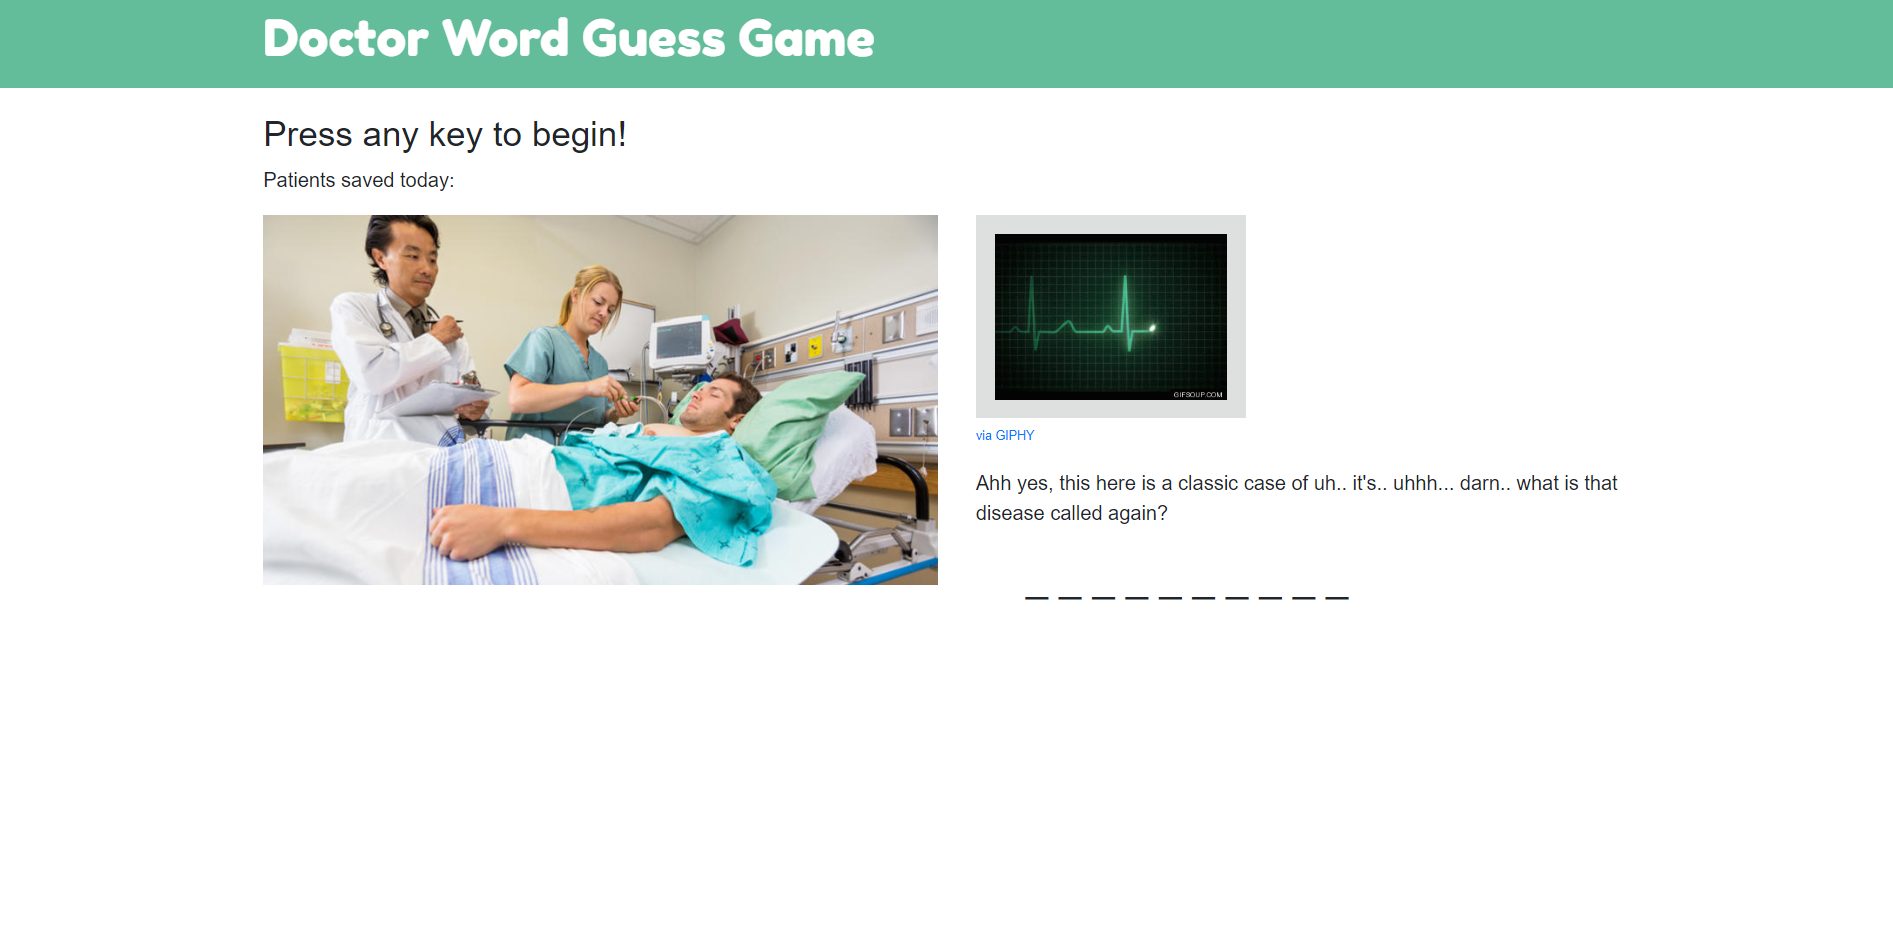 Doctor Word Guess Game
Press any key to begin!
Patients saved today:
GIFSOUP.COM
via GIPHY
Ahh yes, this here is a classic case of uh.. it's.. uhhh... darn.. what is that
disease called again?
_ _ _ _ _ _ _ _ _ _